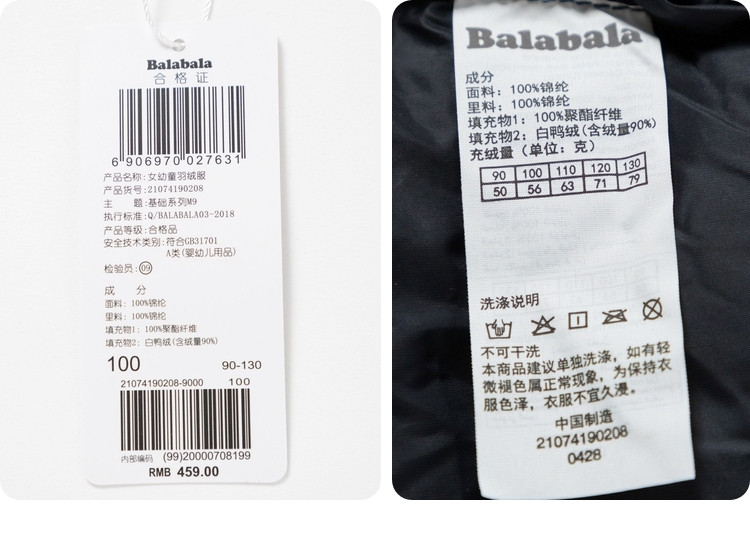 Balabala
合格证
6 906970 027631
产品名称:女幼童羽绒服
产品货号:21074190208
主 题:基础系列M9
执行标准:Q/BALABALA03-2018
产品等级:合格品
安全技术类别:符合GB31701
A类(婴幼儿用品)
检验员:09
成 分
面料: 100%锦纶
里料: 100%锦纶
填充物1: 100%聚酯纤维
填充物2: 白鸭绒(含绒量90%)
100 90-130
21074190208-9000 100
内部编码 (99)20000708199
RMB 459.00
Balabala
成分
面料: 100%锦纶
里料: 100%锦纶
填充物1: 100%聚酯纤维
填充物2: 白鸭绒(含绒量90%)
充绒量(单位: 克)
90 100 110 120 130
50 56 63 71 79
洗涤说明
不可干洗
本商品建议单独洗涤, 如有轻
微褪色属正常现象, 为保持衣
服色泽, 衣服不宜久浸。
中国制造
21074190208
0428